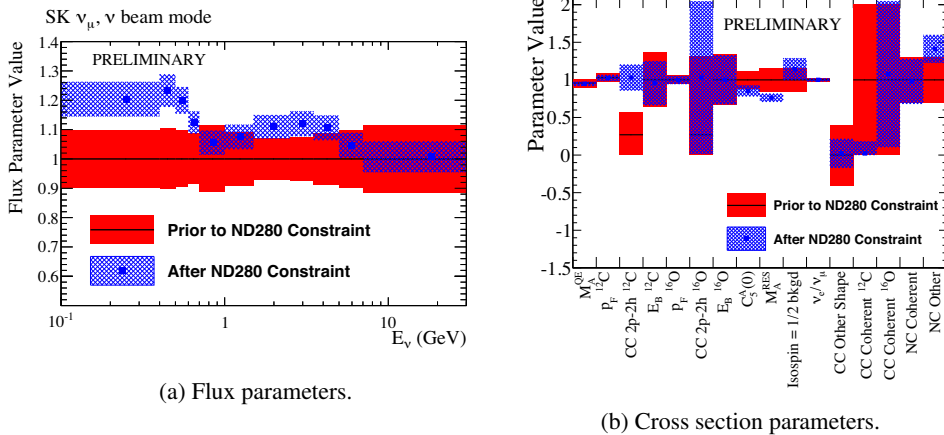 SK νμ, ν beam mode
PRELIMINARY
Flux Parameter Value
1.4
1.3
1.2
1.1
1
0.9
0.8
0.7
0.6
Prior to ND280 Constraint
After ND280 Constraint
10⁻¹ 1 10
Eν (GeV)
(a) Flux parameters.
PRELIMINARY
Parameter Value
2
1.5
1
0.5
0
-0.5
-1
-1.5
Prior to ND280 Constraint
After ND280 Constraint
M_A^QE
p_F ¹²C
CC 2p-2h ¹²C
E_B ¹²C
p_F ¹⁶O
CC 2p-2h ¹⁶O
E_B ¹⁶O
C_5^A(0)
M_A^RES
Isospin = 1/2 bkgd
νe/νμ
CC Other Shape
CC Coherent ¹²C
CC Coherent ¹⁶O
NC Coherent
NC Other
(b) Cross section parameters.